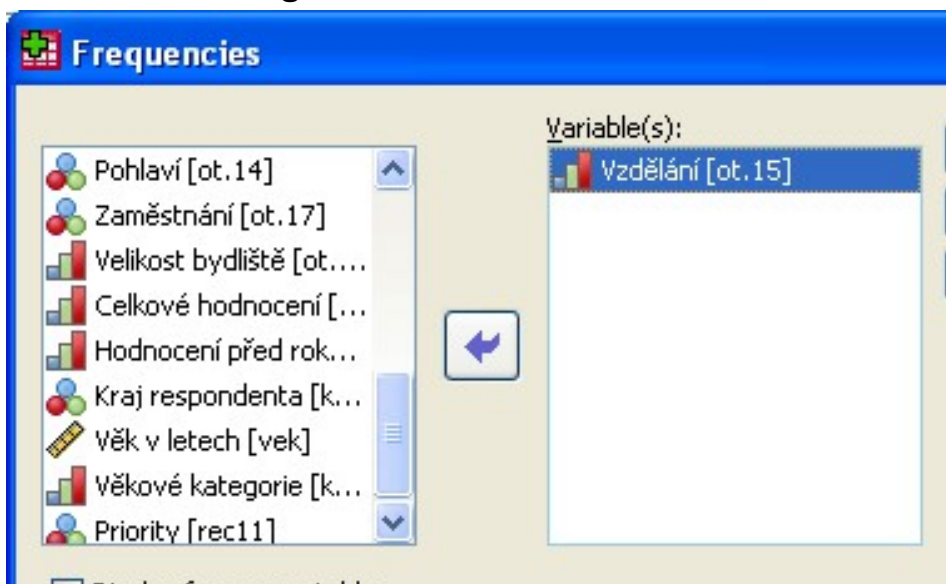 Frequencies
Variable(s):
Pohlaví [ot.14]
Zaměstnání [ot.17]
Velikost bydliště [ot....
Celkové hodnocení [...
Hodnocení před rok...
Kraj respondenta [k...
Věk v letech [vek]
Věkové kategorie [k...
Priority [rec11]
Vzdělání [ot.15]